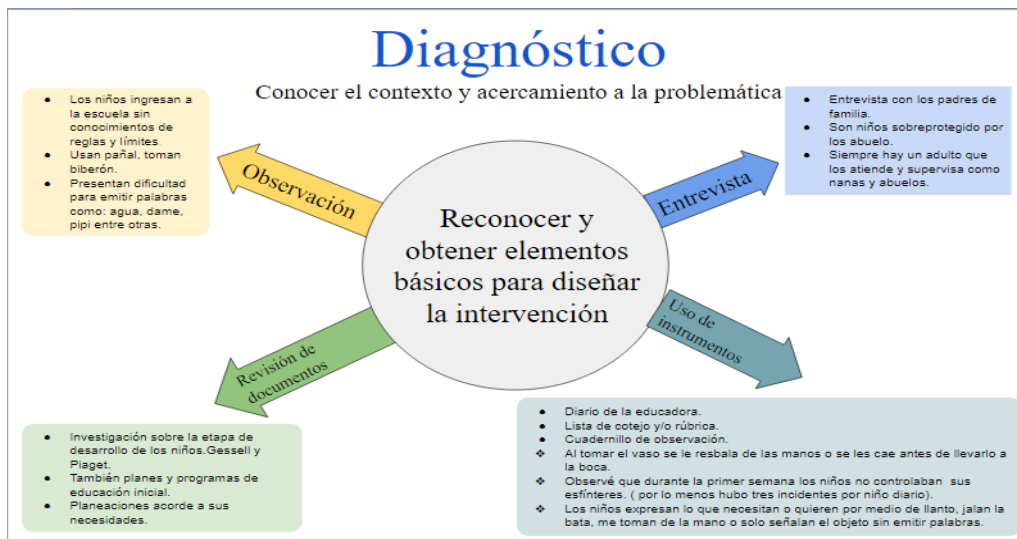 Diagnóstico
Conocer el contexto y acercamiento a la problemática
● Los niños ingresan a
la escuela sin
conocimientos de
reglas y límites.
● Usan pañal, toman
biberón.
● Presentan dificultad
para emitir palabras
como: agua, dame,
pipi entre otras.
Observación
● Entrevista con los padres de
familia.
● Son niños sobreprotegido por
los abuelo.
● Siempre hay un adulto que
los atiende y supervisa como
nanas y abuelos.
Entrevista
Reconocer y
obtener elementos
básicos para diseñar
la intervención
Revisión de
documentos
● Investigación sobre la etapa de
desarrollo de los niños.Gessell y
Piaget.
● También planes y programas de
educación inicial.
● Planeaciones acorde a sus
necesidades.
Uso de
instrumentos
● Diario de la educadora.
● Lista de cotejo y/o rúbrica.
● Cuadernillo de observación.
❖ Al tomar el vaso se le resbala de las manos o se les cae antes de llevarlo a
la boca.
❖ Observé que durante la primer semana los niños no controlaban sus
esfínteres. ( por lo menos hubo tres incidentes por niño diario).
❖ Los niños expresan lo que necesitan o quieren por medio de llanto, jalan la
bata, me toman de la mano o solo señalan el objeto sin emitir palabras.